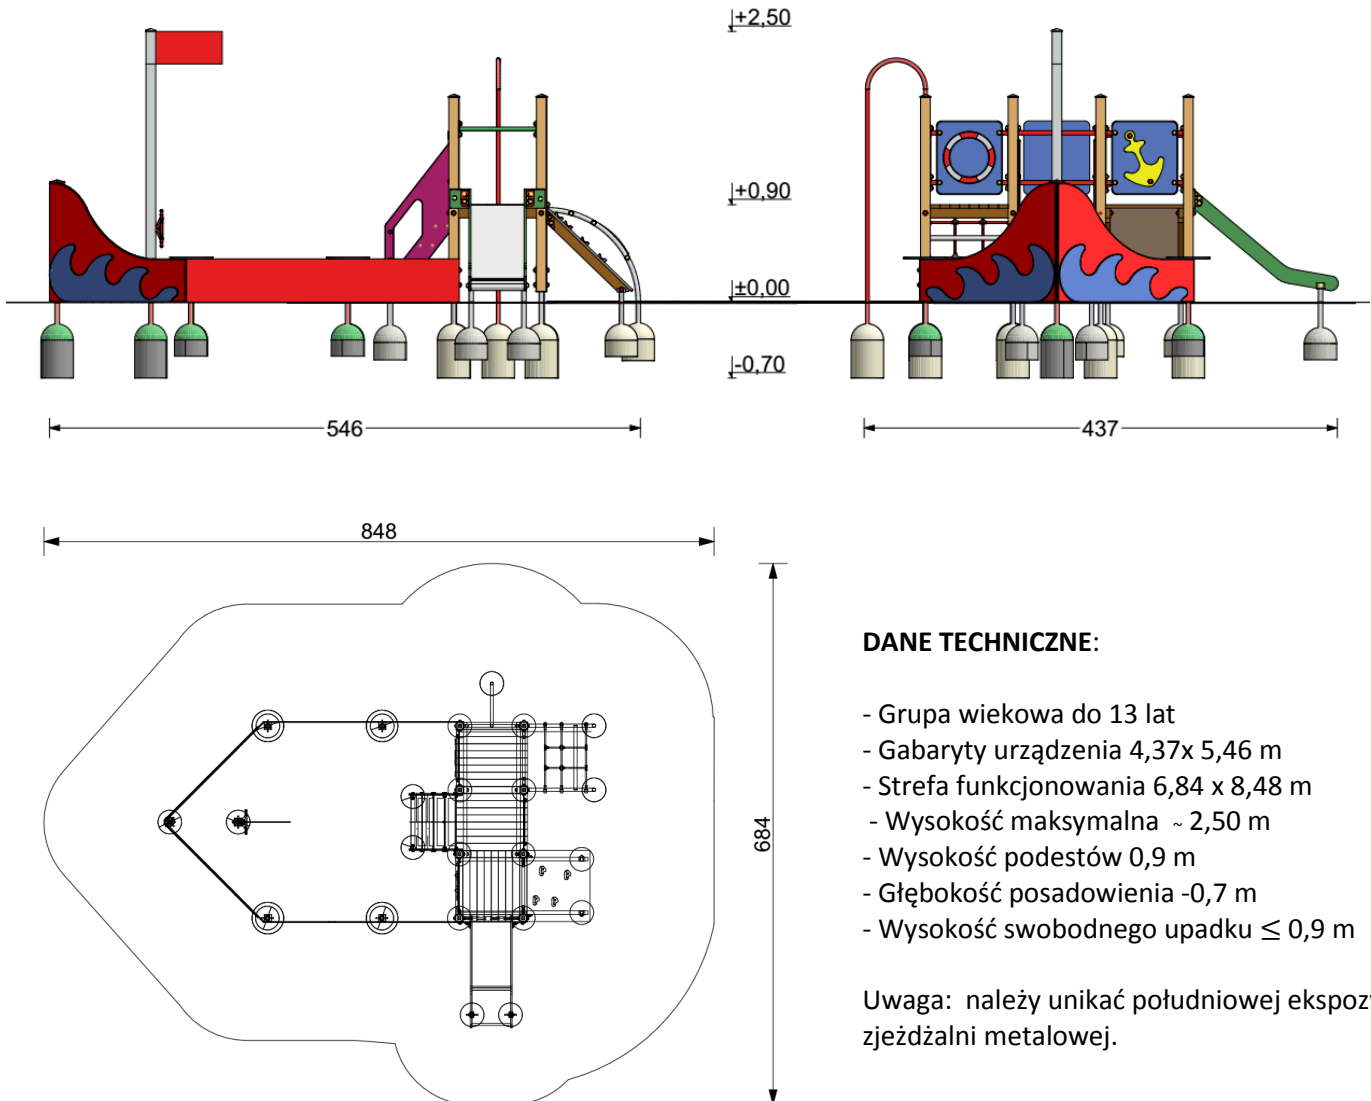 +2,50
+0,90
±0,00
-0,70
546
437
848
684
DANE TECHNICZNE:
- Grupa wiekowa do 13 lat
- Gabaryty urządzenia 4,37x 5,46 m
- Strefa funkcjonowania 6,84 x 8,48 m
- Wysokość maksymalna ~ 2,50 m
- Wysokość podestów 0,9 m
- Głębokość posadowienia -0,7 m
- Wysokość swobodnego upadku ≤ 0,9 m
Uwaga: należy unikać południowej
zjeżdżalni metalowej.